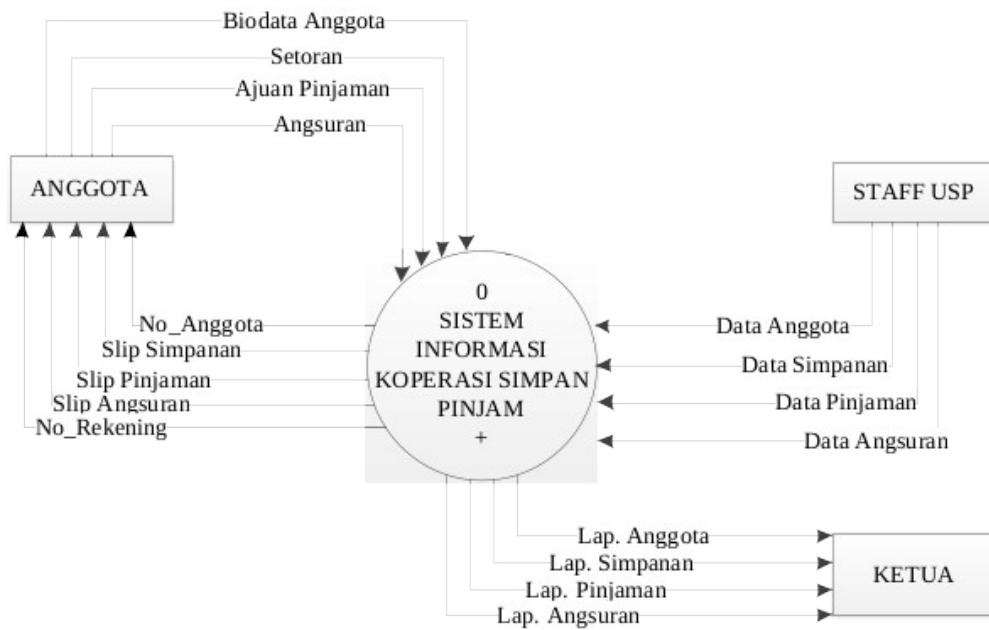 Biodata Anggota
Setoran
Ajuan Pinjaman
Angsuran
ANGGOTA
STAFF USP
0
SISTEM
INFORMASI
KOPERASI SIMPAN
PINJAM
+
No_Anggota
Slip Simpanan
Slip Pinjaman
Slip Angsuran
No_Rekening
Data Anggota
Data Simpanan
Data Pinjaman
Data Angsuran
Lap. Anggota
Lap. Simpanan
Lap. Pinjaman
Lap. Angsuran
KETUA